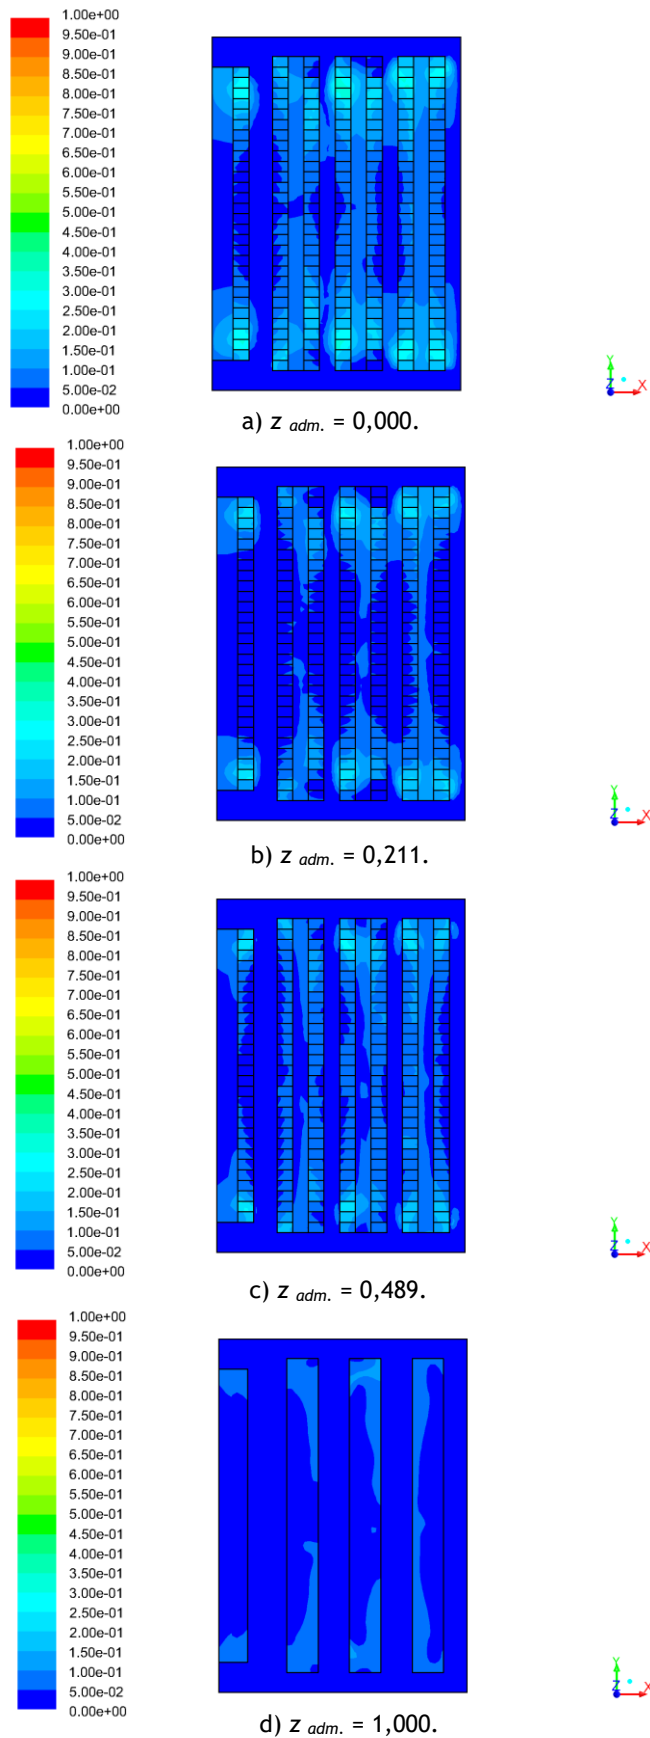 1.00e+00
9.50e-01
9.00e-01
8.50e-01
8.00e-01
7.50e-01
7.00e-01
6.50e-01
6.00e-01
5.50e-01
5.00e-01
4.50e-01
4.00e-01
3.50e-01
3.00e-01
2.50e-01
2.00e-01
1.50e-01
1.00e-01
5.00e-02
0.00e+00
Y
Z X
a) z adm. = 0,000.
1.00e+00
9.50e-01
9.00e-01
8.50e-01
8.00e-01
7.50e-01
7.00e-01
6.50e-01
6.00e-01
5.50e-01
5.00e-01
4.50e-01
4.00e-01
3.50e-01
3.00e-01
2.50e-01
2.00e-01
1.50e-01
1.00e-01
5.00e-02
0.00e+00
Y
Z X
b) z adm. = 0,211.
1.00e+00
9.50e-01
9.00e-01
8.50e-01
8.00e-01
7.50e-01
7.00e-01
6.50e-01
6.00e-01
5.50e-01
5.00e-01
4.50e-01
4.00e-01
3.50e-01
3.00e-01
2.50e-01
2.00e-01
1.50e-01
1.00e-01
5.00e-02
0.00e+00
Y
Z X
c) z adm. = 0,489.
1.00e+00
9.50e-01
9.00e-01
8.50e-01
8.00e-01
7.50e-01
7.00e-01
6.50e-01
6.00e-01
5.50e-01
5.00e-01
4.50e-01
4.00e-01
3.50e-01
3.00e-01
2.50e-01
2.00e-01
1.50e-01
1.00e-01
5.00e-02
0.00e+00
Y
Z X
d) z adm. = 1,000.